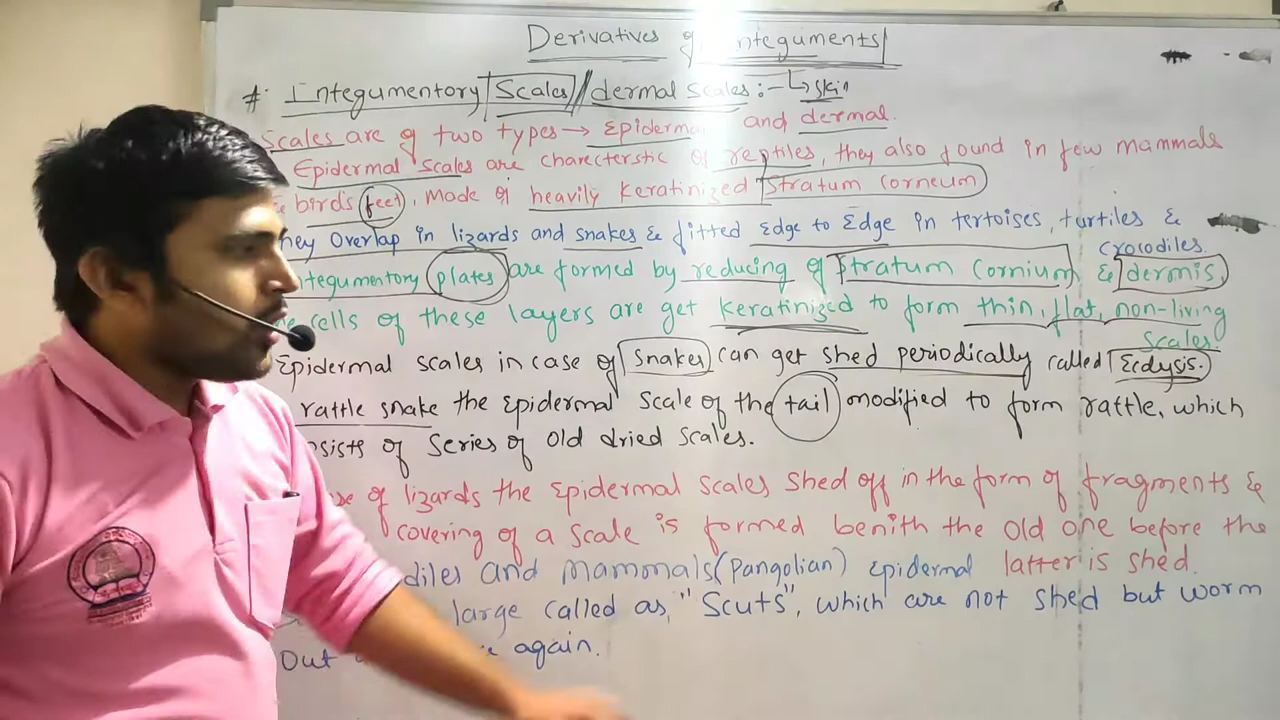 Derivatives of Integuments
#. Integumentory Scales // dermal scales :- ↳ skin
Scales are of two types → Epidermal and dermal.
Epidermal Scales are charecterstic of reptiles, they also found in few mammals
& birds feet, Made of heavily keratinized Stratum Corneum
They Overlap in lizards and snakes & fitted Edge to Edge in tertoises, turtiles &
crocodiles.
Integumentory plates are formed by reducing of Stratum Cornium & dermis.
cells of these layers are get keratinized to form thin, flat, non-living
scales.
Epidermal scales in case of snakes can get shed periodically called Ecdysis.
rattle snake the Epidermal Scale of the tail modified to form rattle, which
of Series of Old dried Scales.
of lizards the Epidermal scales shed off in the form of fragments &
covering of a scale is formed benith the old one before the
latter is shed.
and Mammals (Pangolian) Epidermal
large called as, "Scuts", which are not shed but worm
Out again.